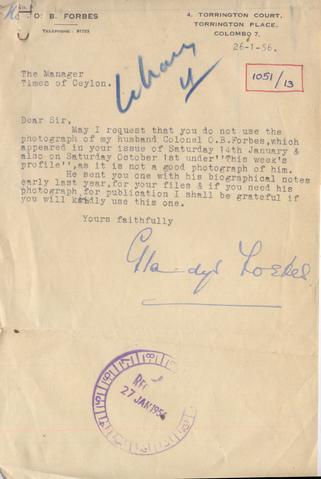 O. B. FORBES
TELEPHONE: 91723
4, TORRINGTON COURT,
TORRINGTON PLACE,
COLOMBO 7,
26-1-56.
1051/13
Library
The Manager
Times of Ceylon.
Dear Sir,
May I request that you do not use the
photograph of my husband Colonel O.B.Forbes,which
appeared in your issue of Saturday 14th January &
also on Saturday October 1st under''This week's
profile'',as it is not a good photograph of him.
He sent you one with his biographical notes
early last year,for your files & if you need his
photograph for publication I shall be grateful if
you will kindly use this one.
Yours faithfully
Gladys Forbes.
27 JAN 1956